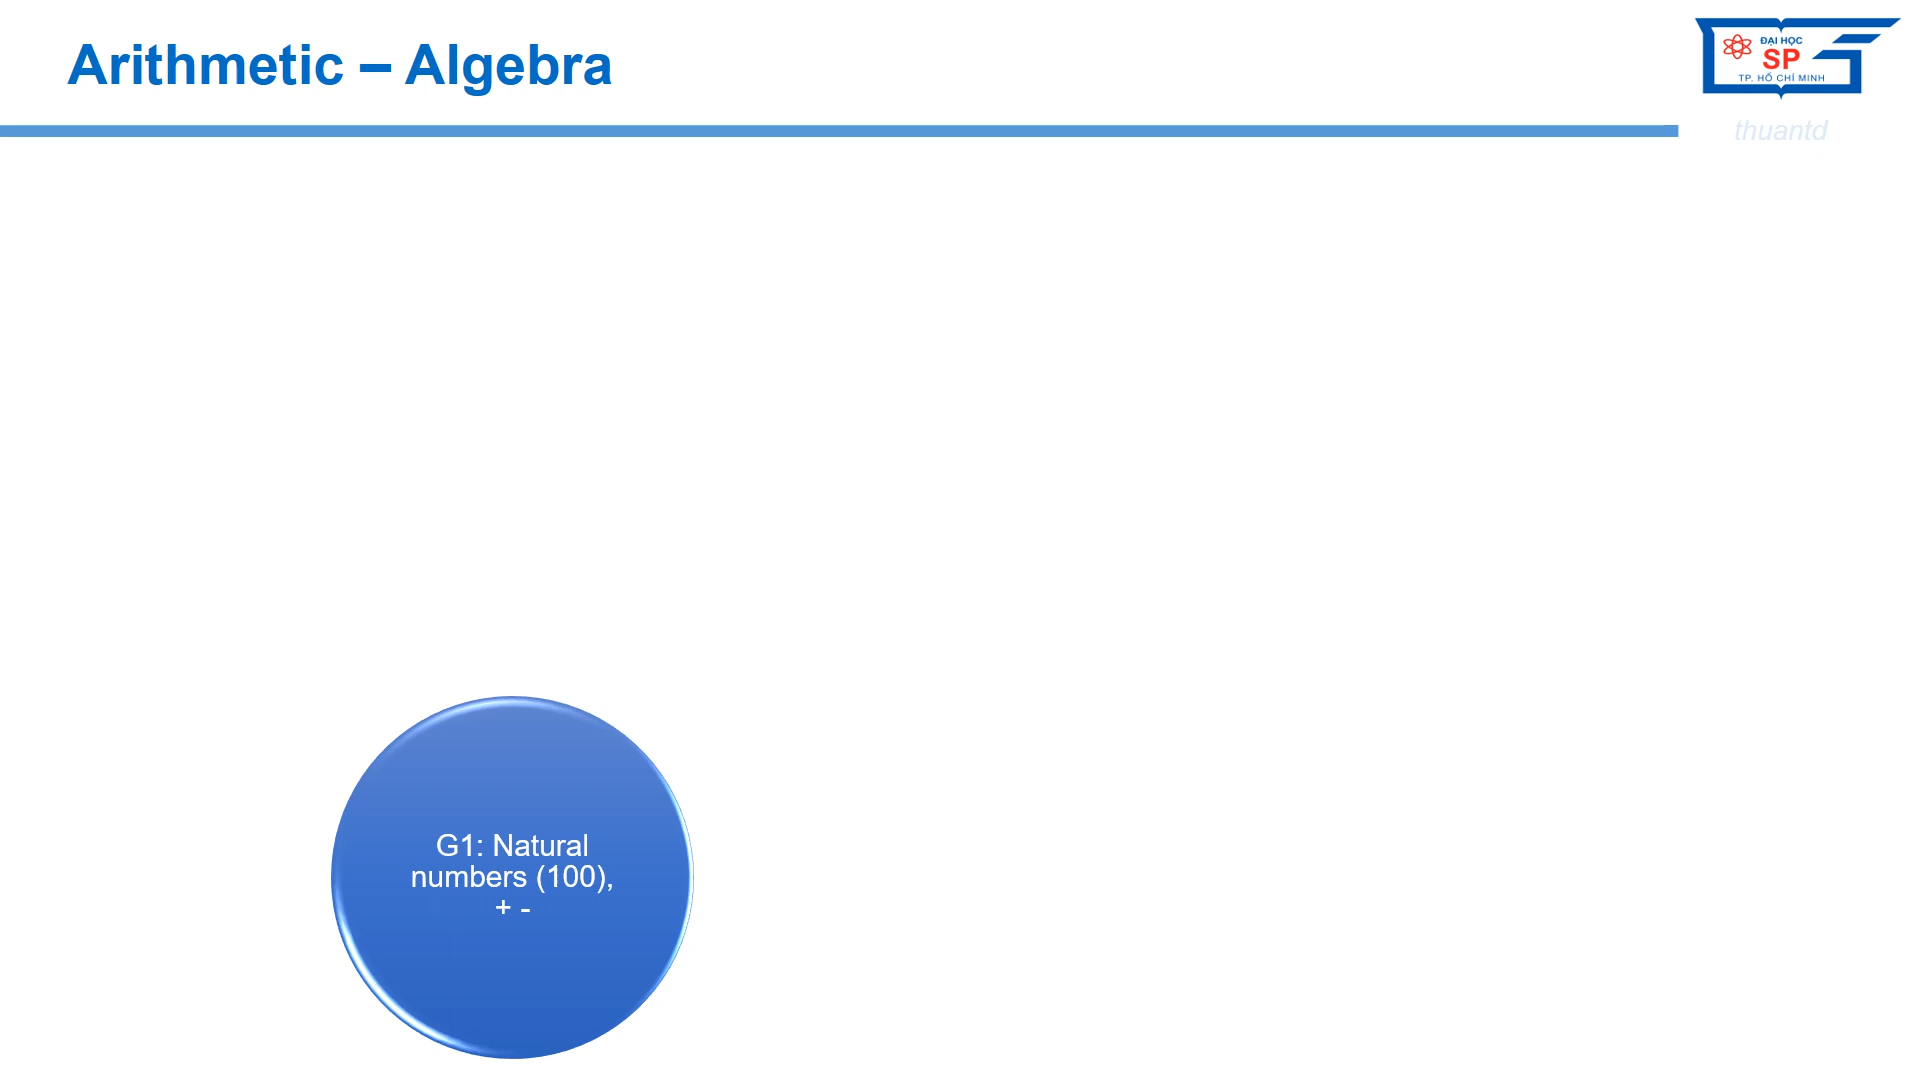 Arithmetic – Algebra
ĐẠI HỌC
SP
TP. HỒ CHÍ MINH
thuantd
G1: Natural
numbers (100),
+ -